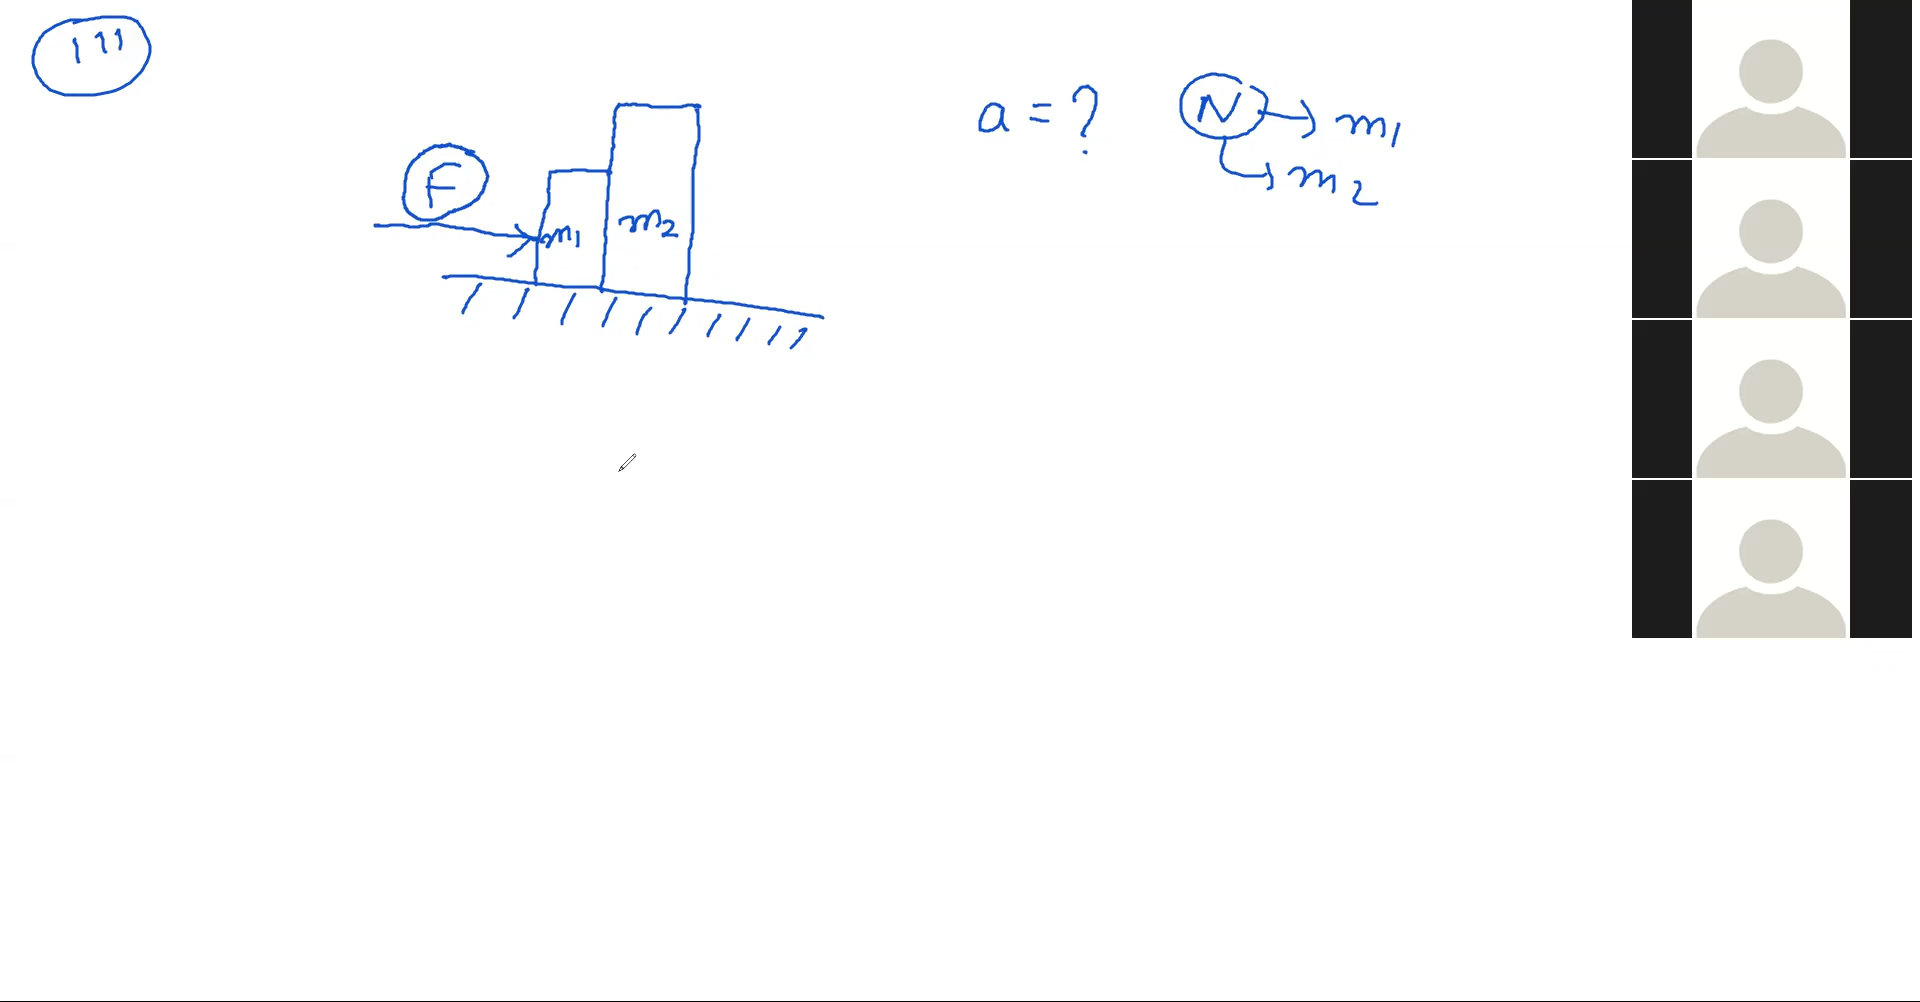 111
a = ? N → m1
m2
F
m1 m2